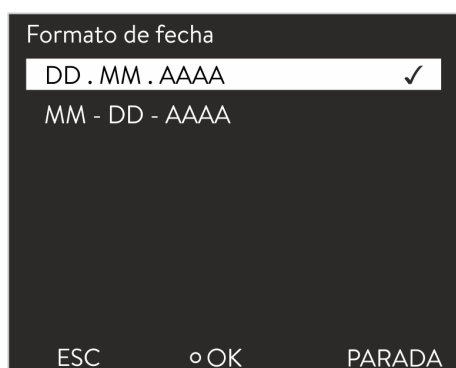 Formato de fecha
DD . MM . AAAA ✓
MM - DD - AAAA
ESC OK PARADA